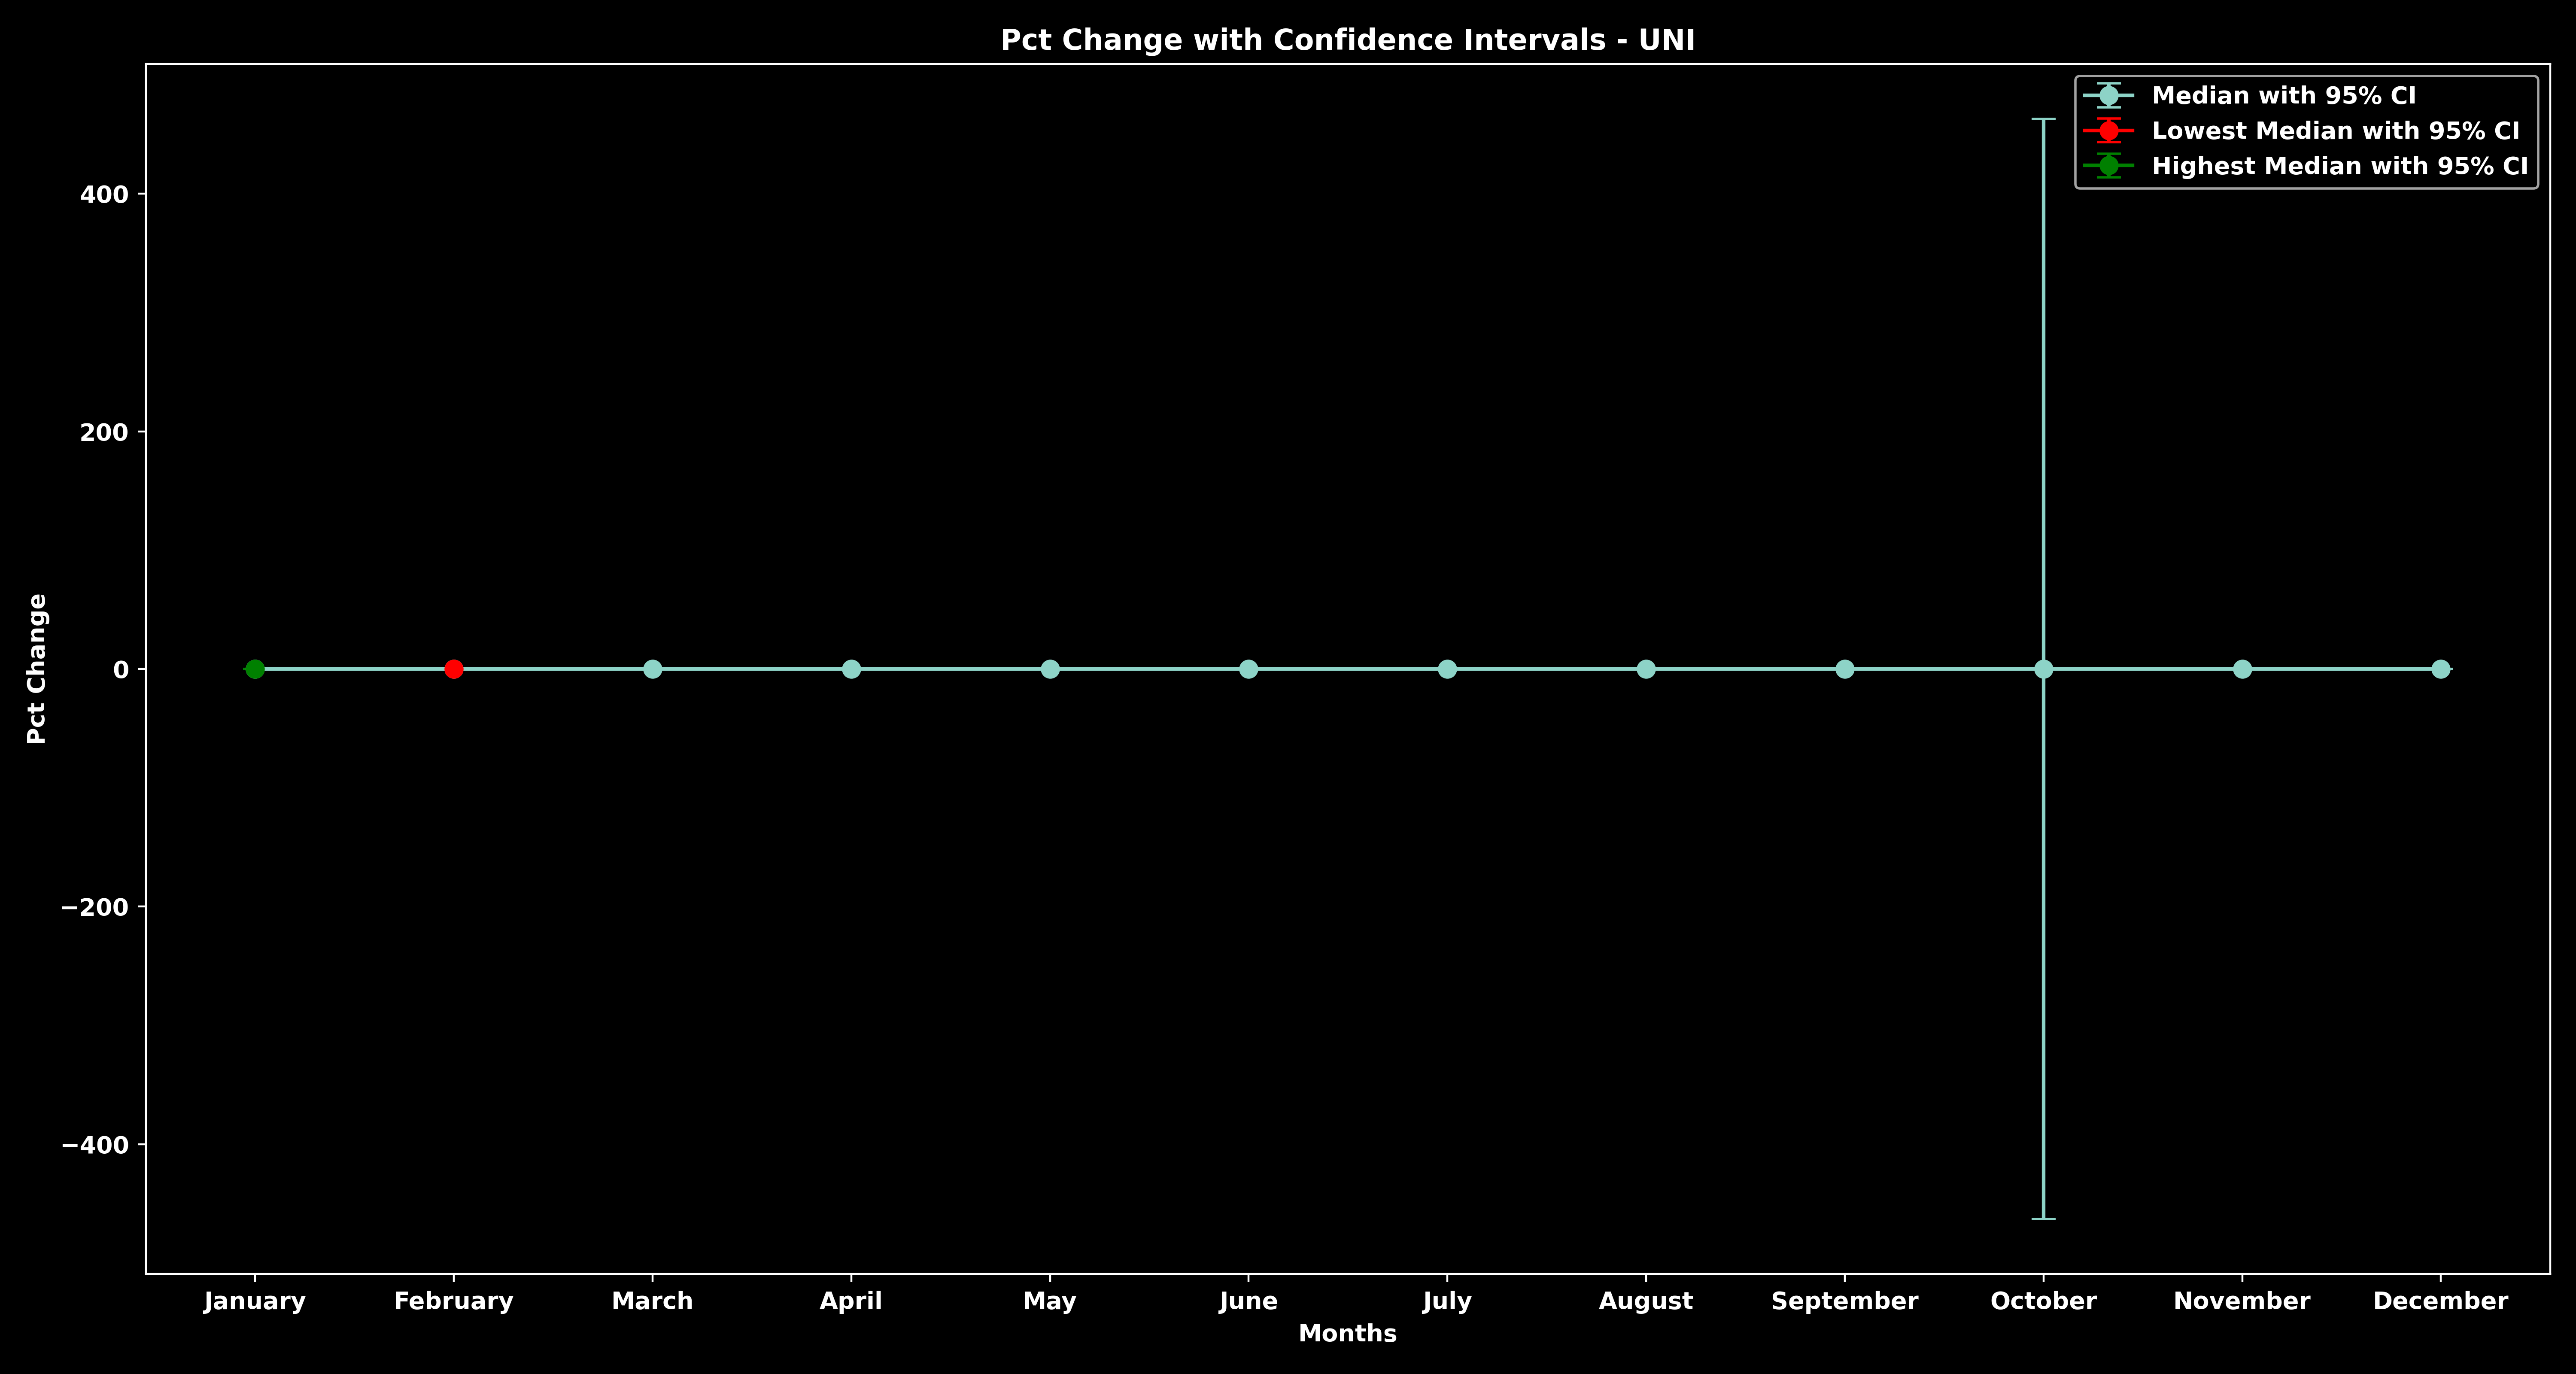 Pct Change with Confidence Intervals - UNI
Median with 95% CI
Lowest Median with 95% CI
Highest Median with 95% CI
400
200
0
−200
−400
Pct Change
January February March April May June July August September October November December
Months